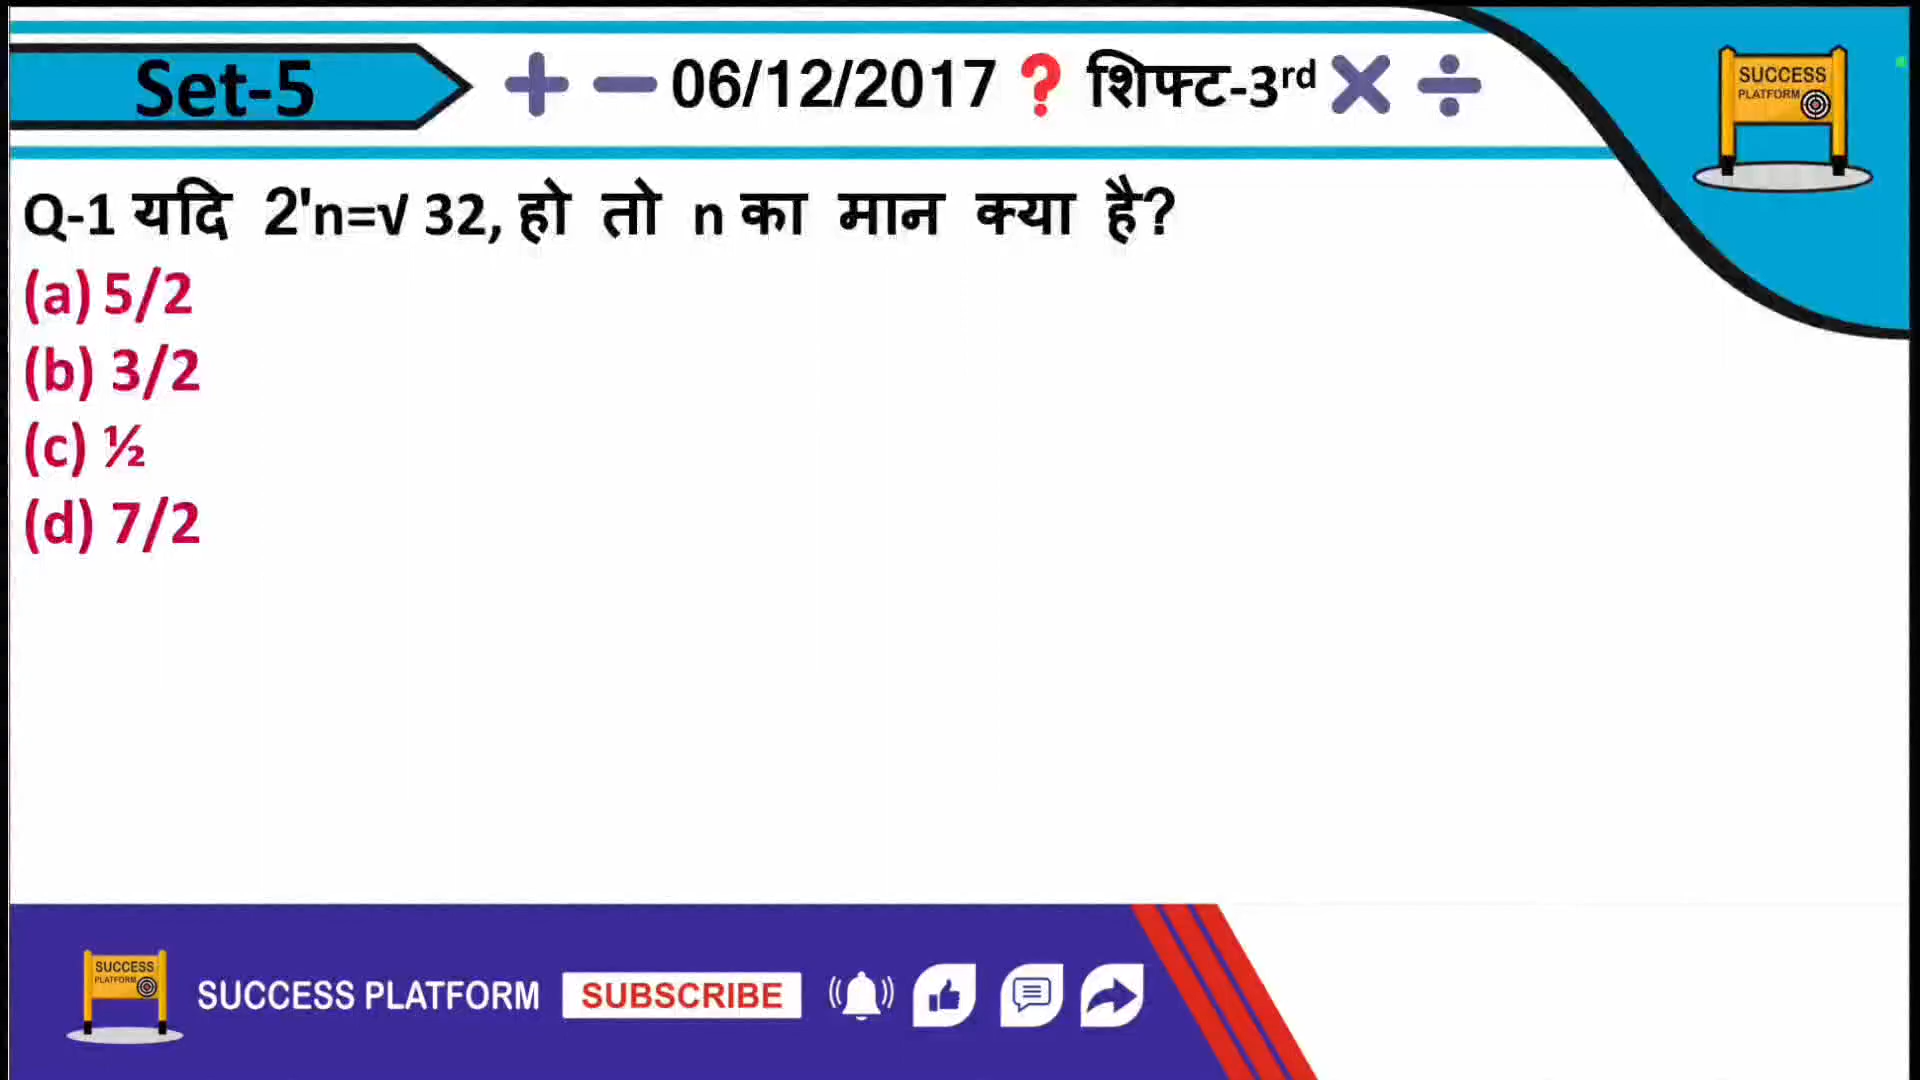 Set-5
06/12/2017 ❓ शिफ्ट-3rd
SUCCESS
PLATFORM
Q-1 यदि 2'n=√ 32, हो तो n का मान क्या है?
(a) 5/2
(b) 3/2
(c) ½
(d) 7/2
SUCCESS
PLATFORM
SUCCESS PLATFORM
SUBSCRIBE